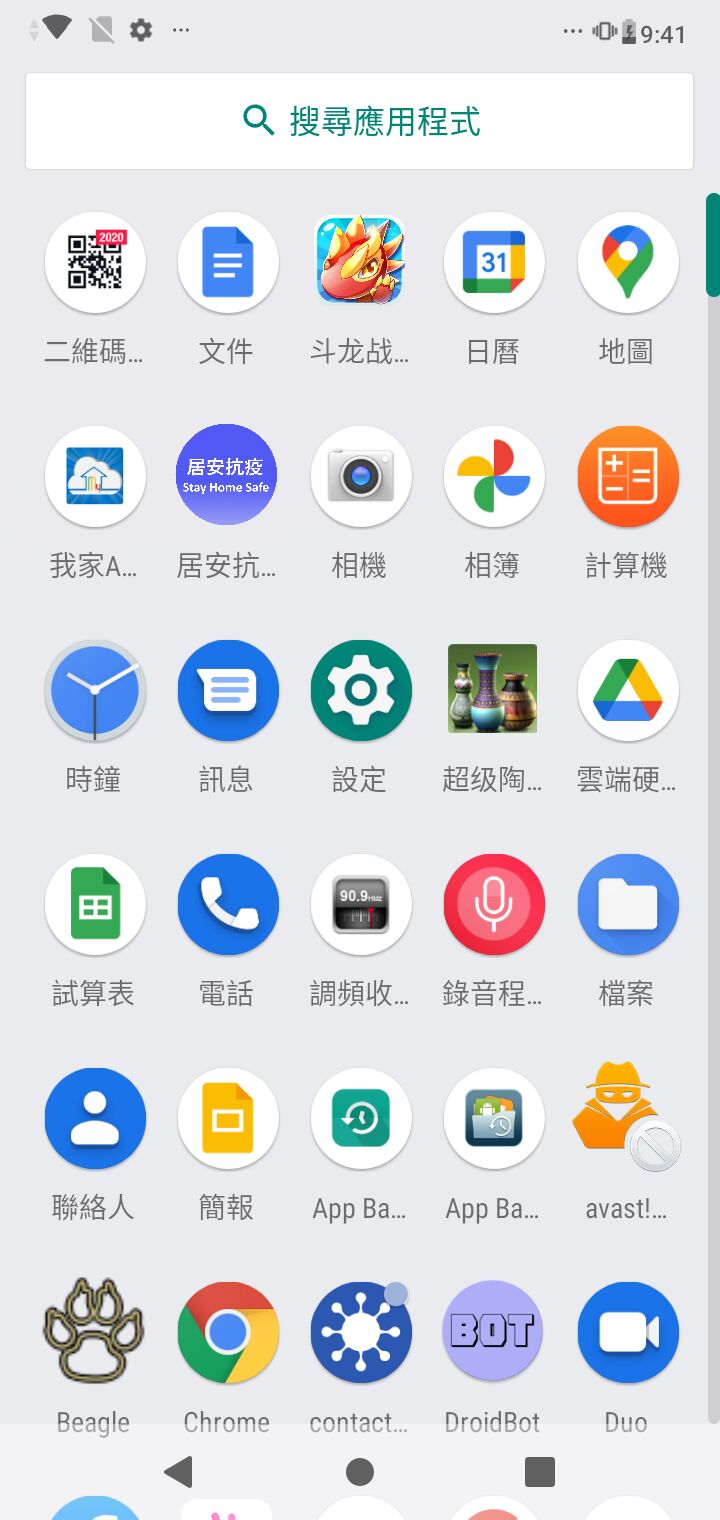 9:41
搜尋應用程式
2020
31
二維碼...
文件
斗龙战...
日曆
地圖
居安抗疫
Stay Home Safe
我家A...
居安抗...
相機
相簿
計算機
時鐘
訊息
設定
超级陶...
雲端硬...
90.9HMZ
試算表
電話
調頻收...
錄音程...
檔案
聯絡人
簡報
App Ba...
App Ba...
avast!...
BOT
Beagle
Chrome
contact...
DroidBot
Duo